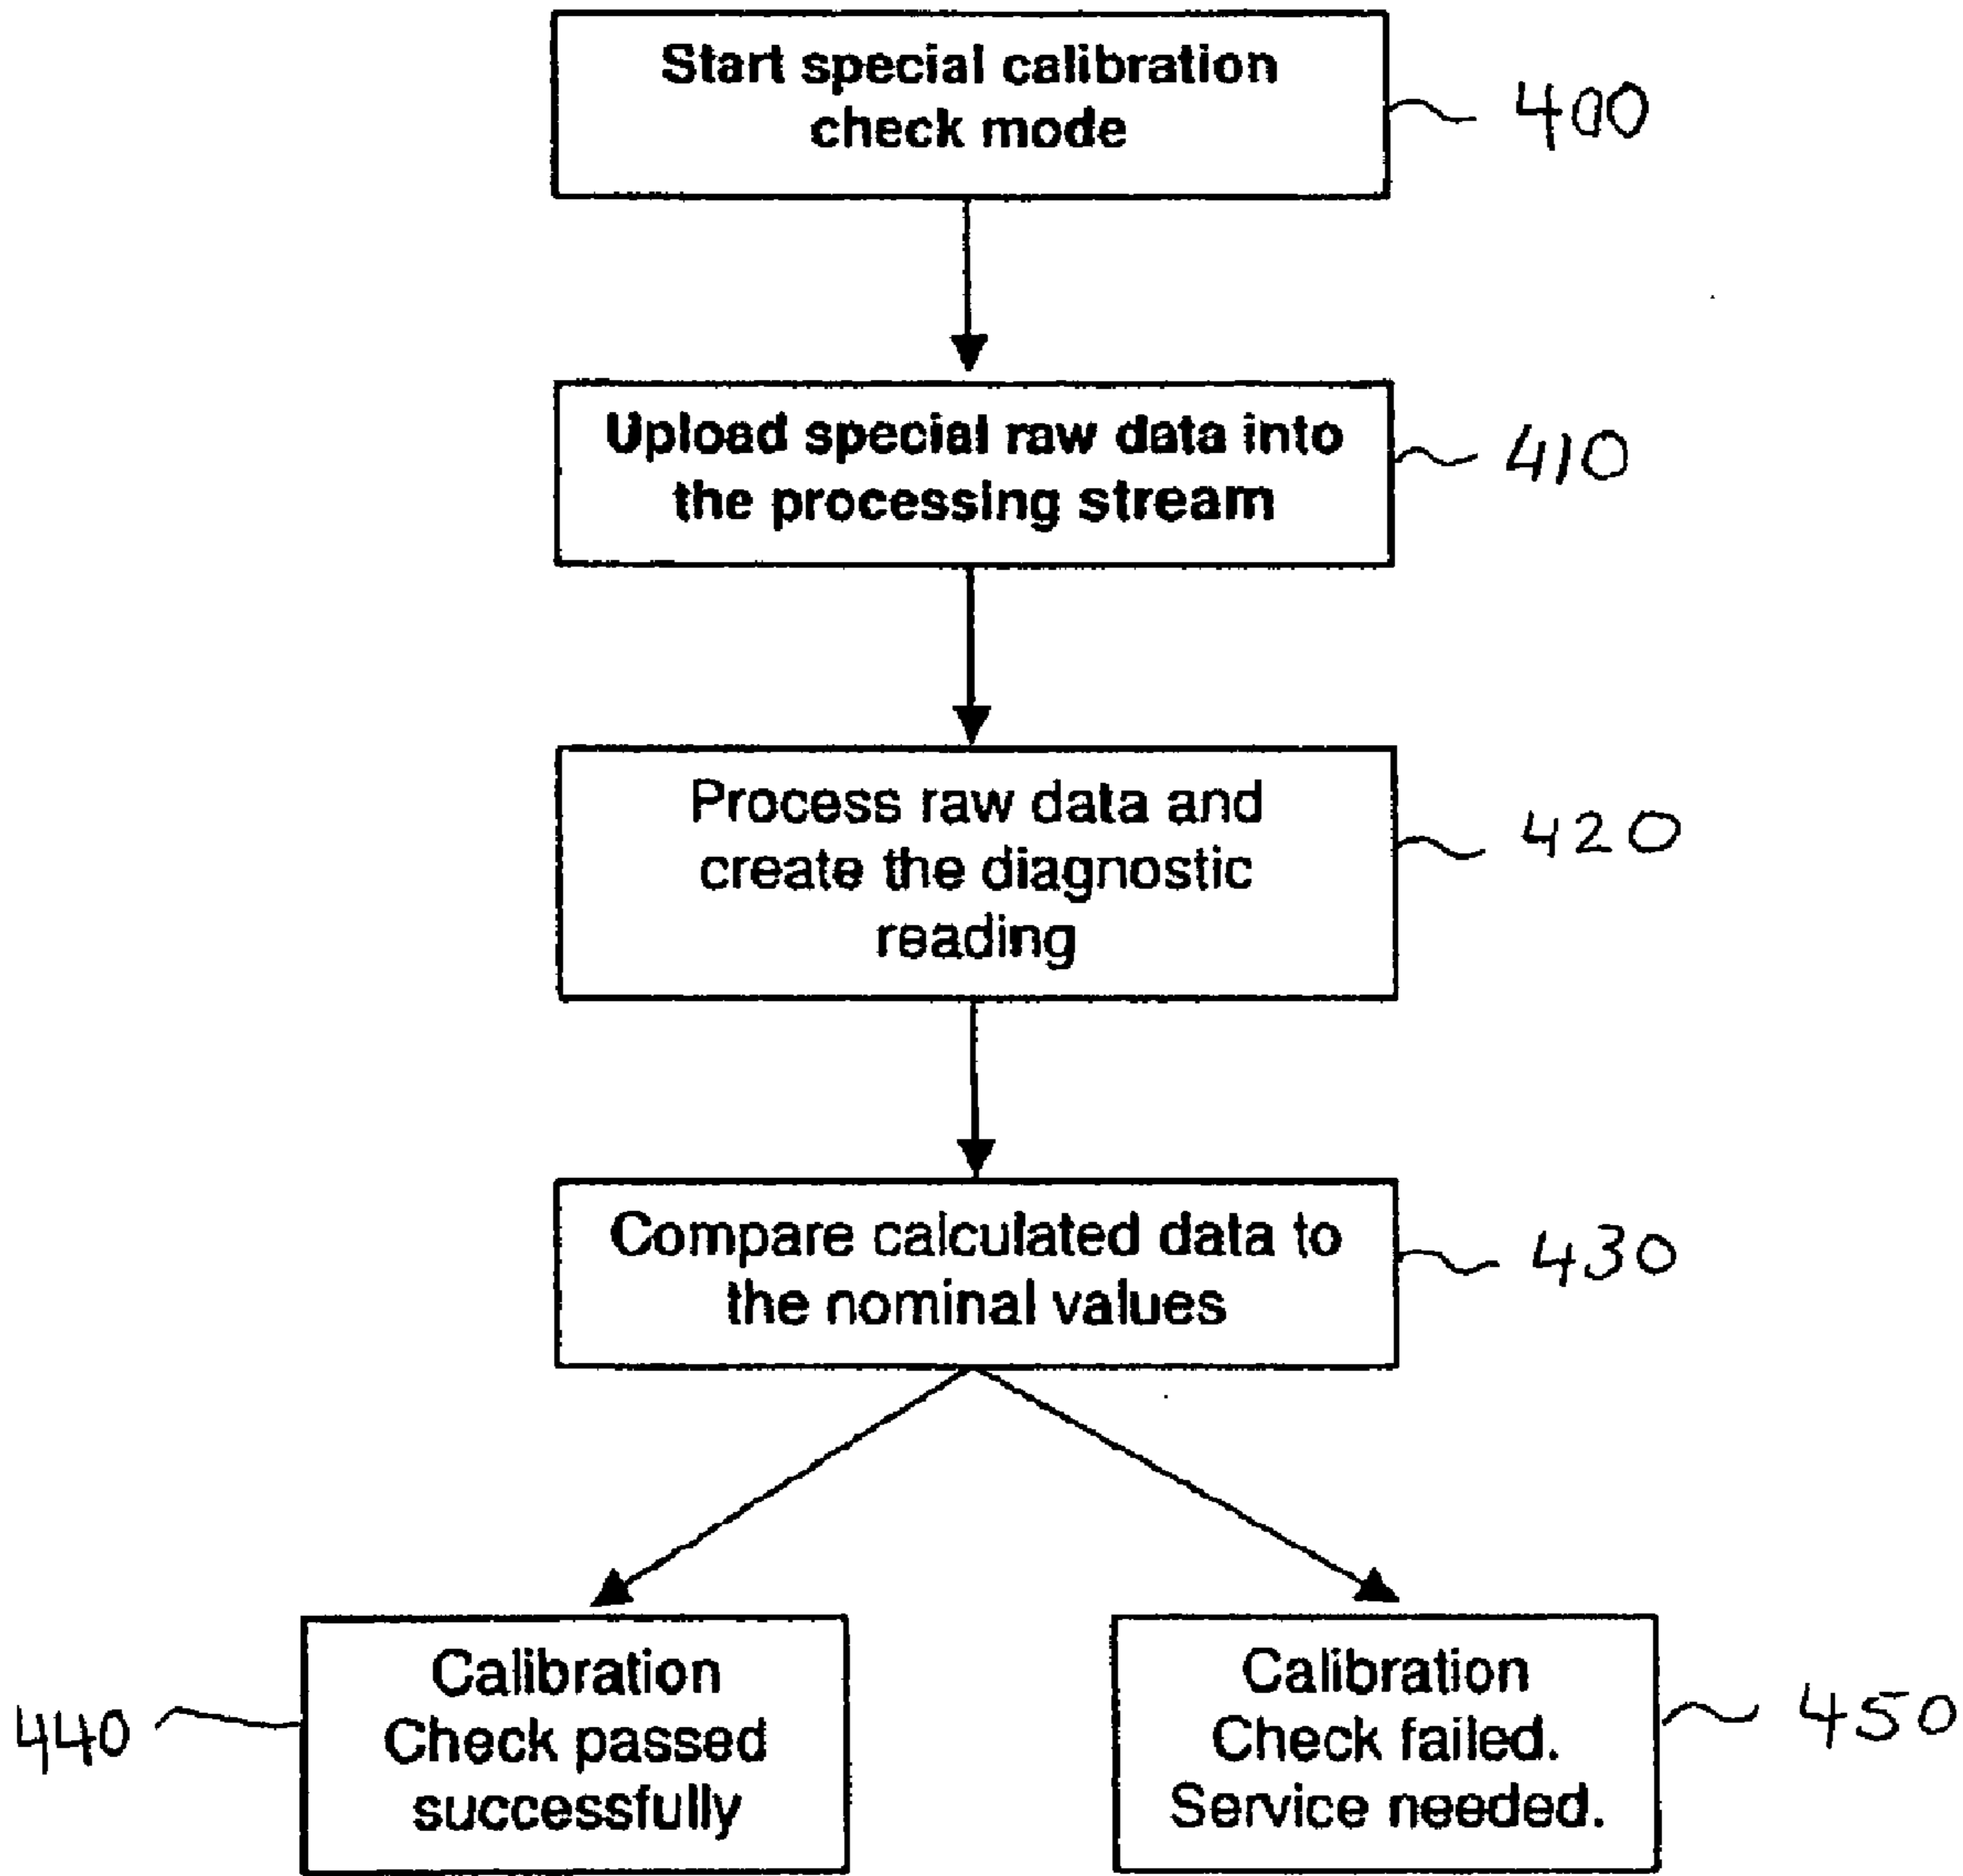 Start special calibration
check mode
400
Upload special raw data into
the processing stream
410
Process raw data and
create the diagnostic
reading
420
Compare calculated data to
the nominal values
430
440
Calibration
Check passed
successfully
Calibration
Check failed.
Service needed.
450